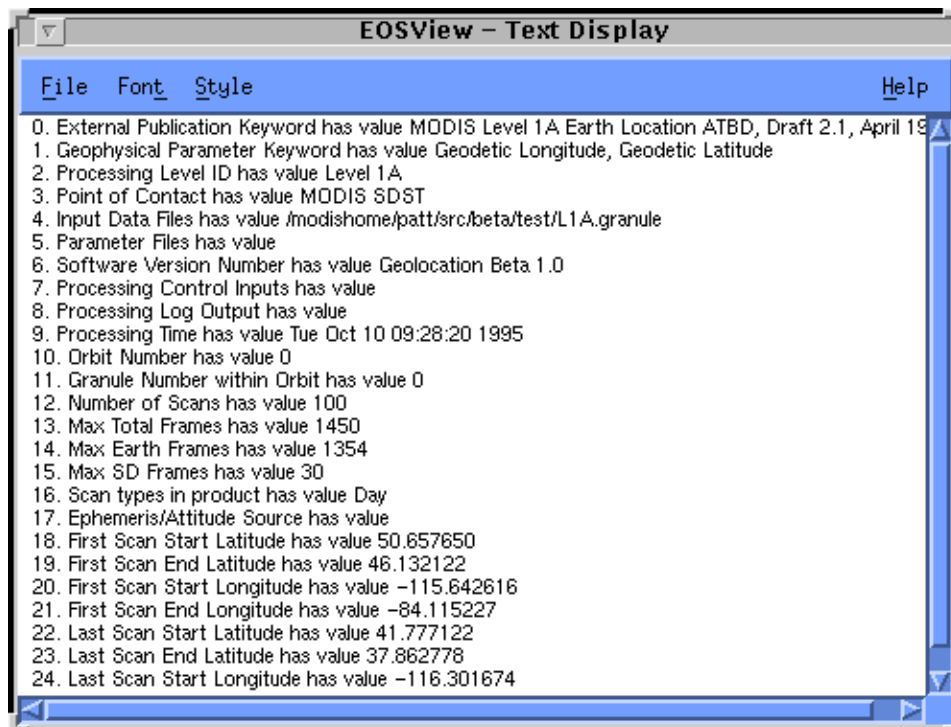 EOSView – Text Display
File Font Style Help
0. External Publication Keyword has value MODIS Level 1A Earth Location ATBD, Draft 2.1, April 19
1. Geophysical Parameter Keyword has value Geodetic Longitude, Geodetic Latitude
2. Processing Level ID has value Level 1A
3. Point of Contact has value MODIS SDST
4. Input Data Files has value /modishome/patt/src/beta/test/L1A.granule
5. Parameter Files has value
6. Software Version Number has value Geolocation Beta 1.0
7. Processing Control Inputs has value
8. Processing Log Output has value
9. Processing Time has value Tue Oct 10 09:28:20 1995
10. Orbit Number has value 0
11. Granule Number within Orbit has value 0
12. Number of Scans has value 100
13. Max Total Frames has value 1450
14. Max Earth Frames has value 1354
15. Max SD Frames has value 30
16. Scan types in product has value Day
17. Ephemeris/Attitude Source has value
18. First Scan Start Latitude has value 50.657650
19. First Scan End Latitude has value 46.132122
20. First Scan Start Longitude has value −115.642616
21. First Scan End Longitude has value −84.115227
22. Last Scan Start Latitude has value 41.777122
23. Last Scan End Latitude has value 37.862778
24. Last Scan Start Longitude has value −116.301674